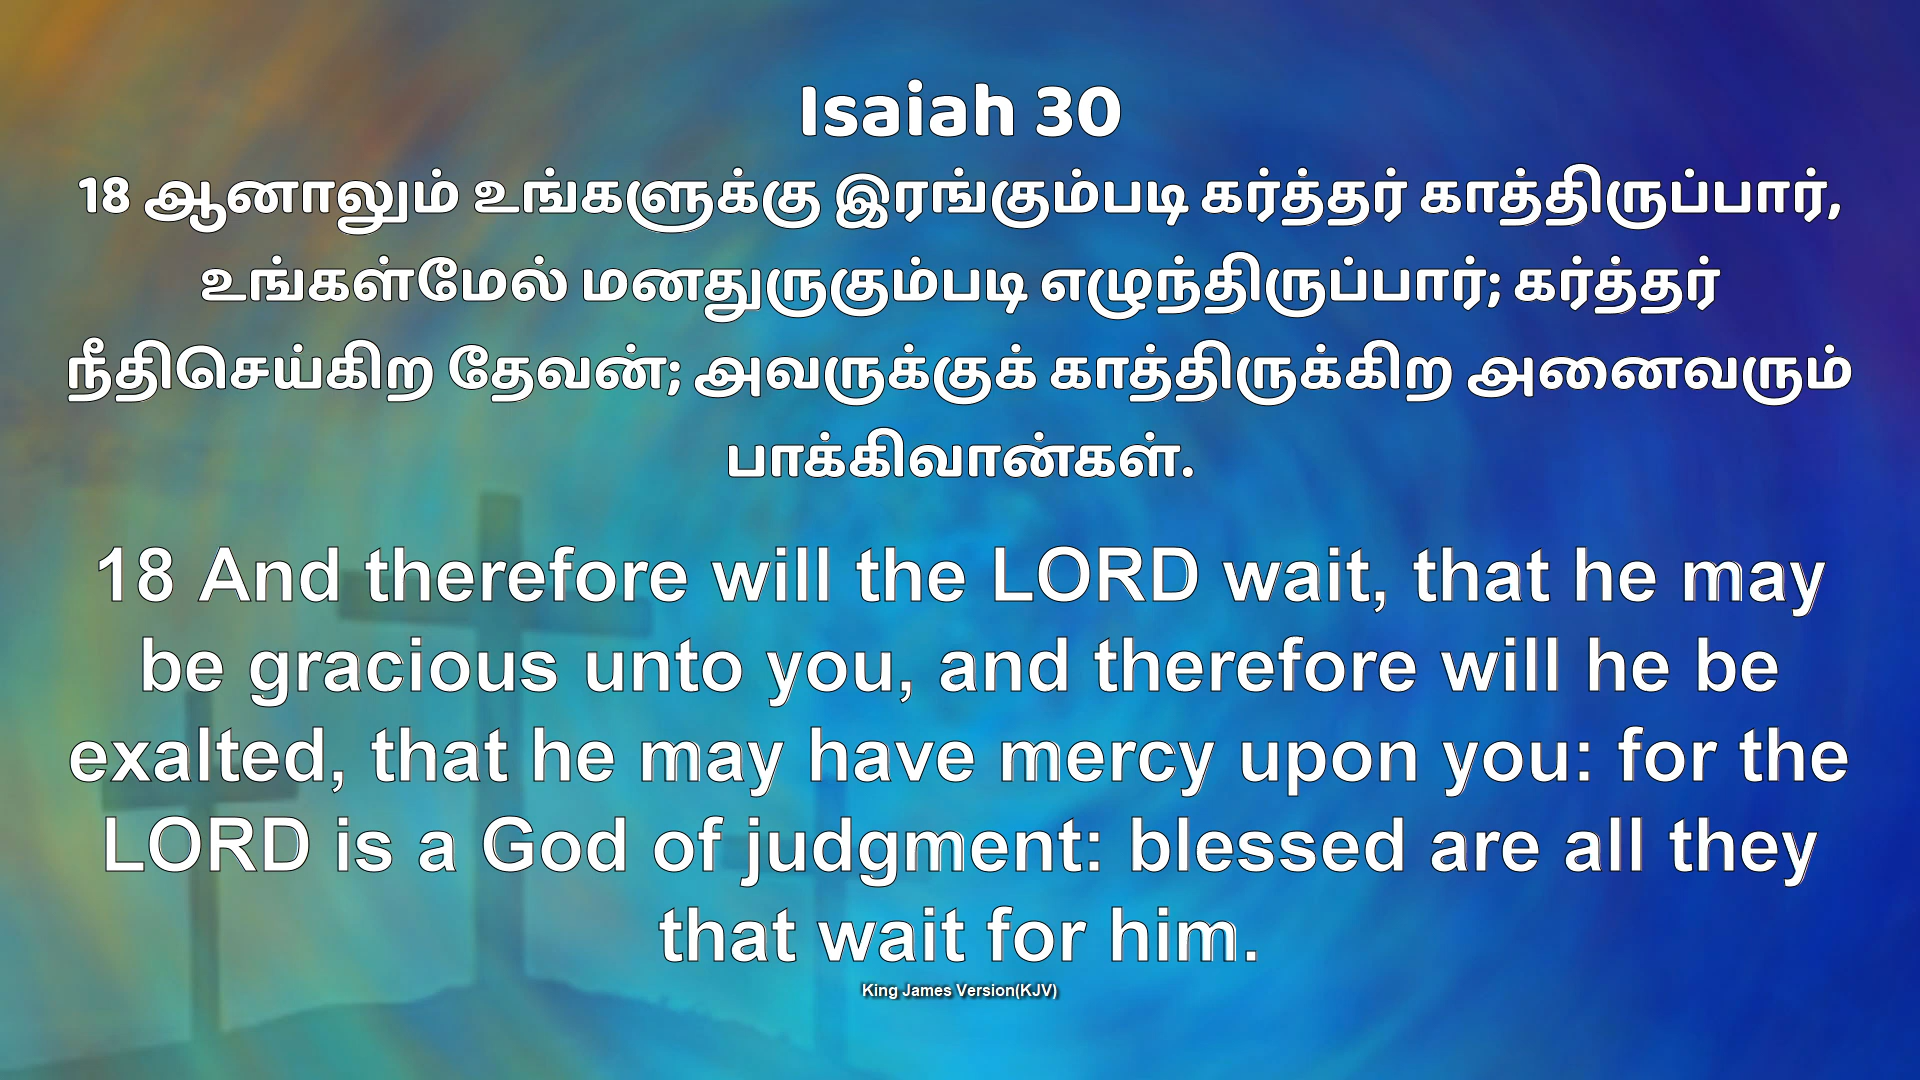 Isaiah 30
18 ஆனாலும் உங்களுக்கு இரங்கும்படி கர்த்தர் காத்திருப்பார்,
உங்கள்மேல் மனதுருகும்படி எழுந்திருப்பார்; கர்த்தர்
நீதிசெய்கிற தேவன்; அவருக்குக் காத்திருக்கிற அனைவரும்
பாக்கிவான்கள்.
18 And therefore will the LORD wait, that he may
be gracious unto you, and therefore will he be
exalted, that he may have mercy upon you: for the
LORD is a God of judgment: blessed are all they
that wait for him.
King James Version(KJV)